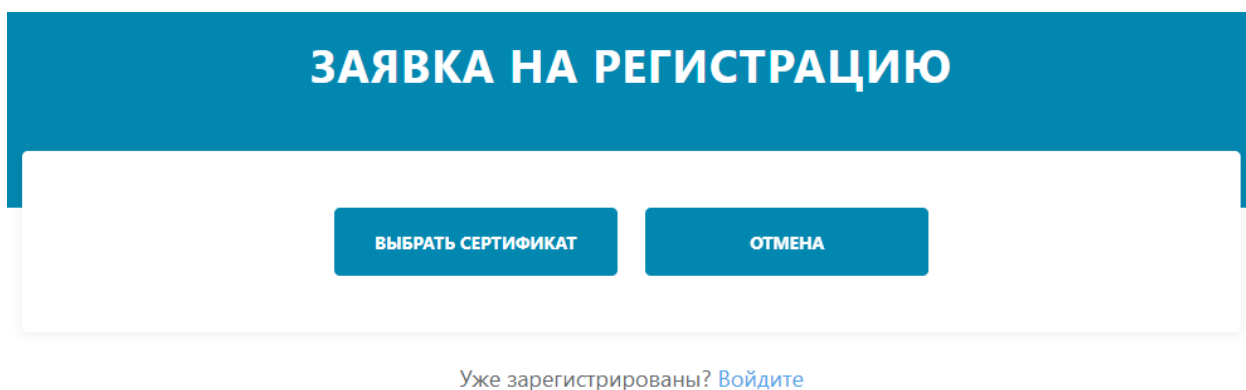 ЗАЯВКА НА РЕГИСТРАЦИЮ
ВЫБРАТЬ СЕРТИФИКАТ
ОТМЕНА
Уже зарегистрированы? Войдите